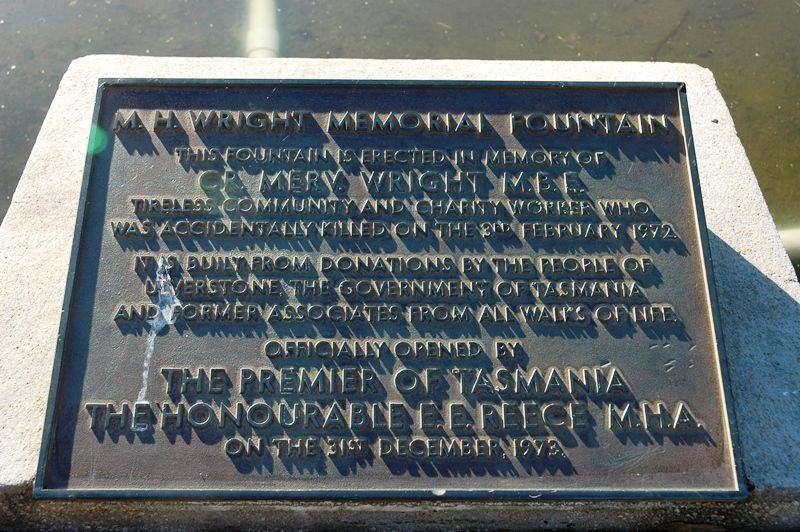 M. H. WRIGHT MEMORIAL FOUNTAIN
THIS FOUNTAIN IS ERECTED IN MEMORY OF
CR. MERV. WRIGHT M.B.E.
TIRELESS COMMUNITY AND CHARITY WORKER WHO
WAS ACCIDENTALLY KILLED ON THE 3RD FEBRUARY 1972.
IT IS BUILT FROM DONATIONS BY THE PEOPLE OF
ULVERSTONE, THE GOVERNMENT OF TASMANIA
AND FORMER ASSOCIATES FROM ALL WALKS OF LIFE.
OFFICIALLY OPENED BY
THE PREMIER OF TASMANIA
THE HONOURABLE E.E. REECE M.H.A.
ON THE 31ST DECEMBER, 1973.